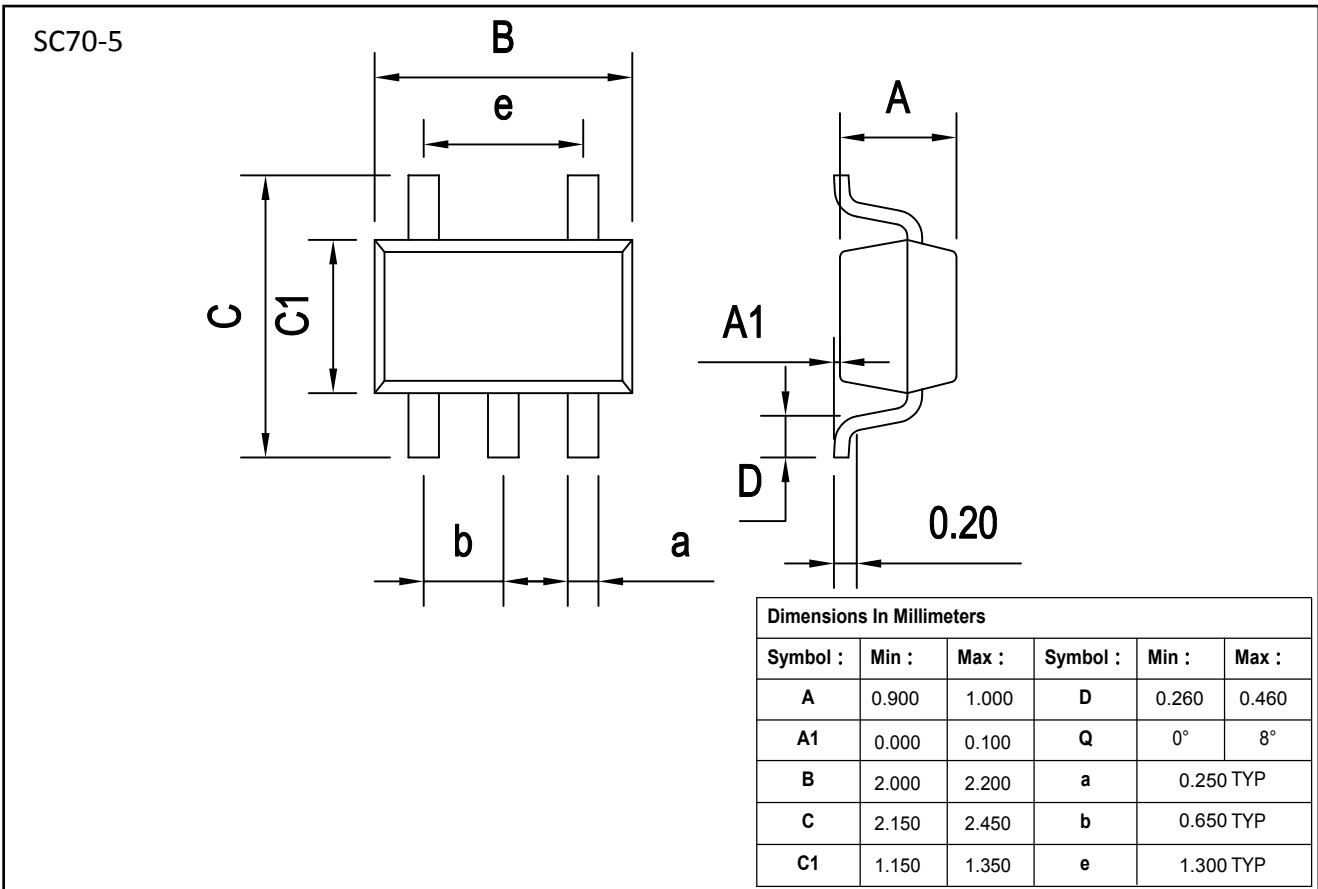 SC70-5
B
e
A
C
C1
A1
D
0.20
b
a
Dimensions In Millimeters
Symbol : Min : Max : Symbol : Min : Max :
A 0.900 1.000 D 0.260 0.460
A1 0.000 0.100 Q 0° 8°
B 2.000 2.200 a 0.250 TYP
C 2.150 2.450 b 0.650 TYP
C1 1.150 1.350 e 1.300 TYP